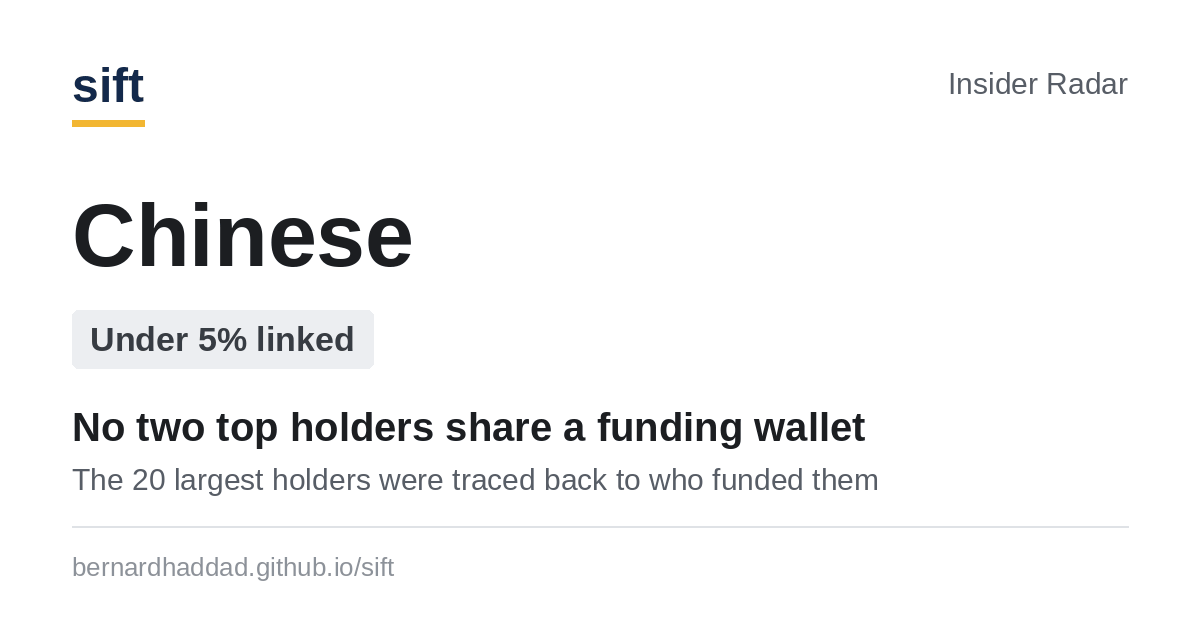 sift
Insider Radar
Chinese
Under 5% linked
No two top holders share a funding wallet
The 20 largest holders were traced back to who funded them
bernardhaddad.github.io/sift